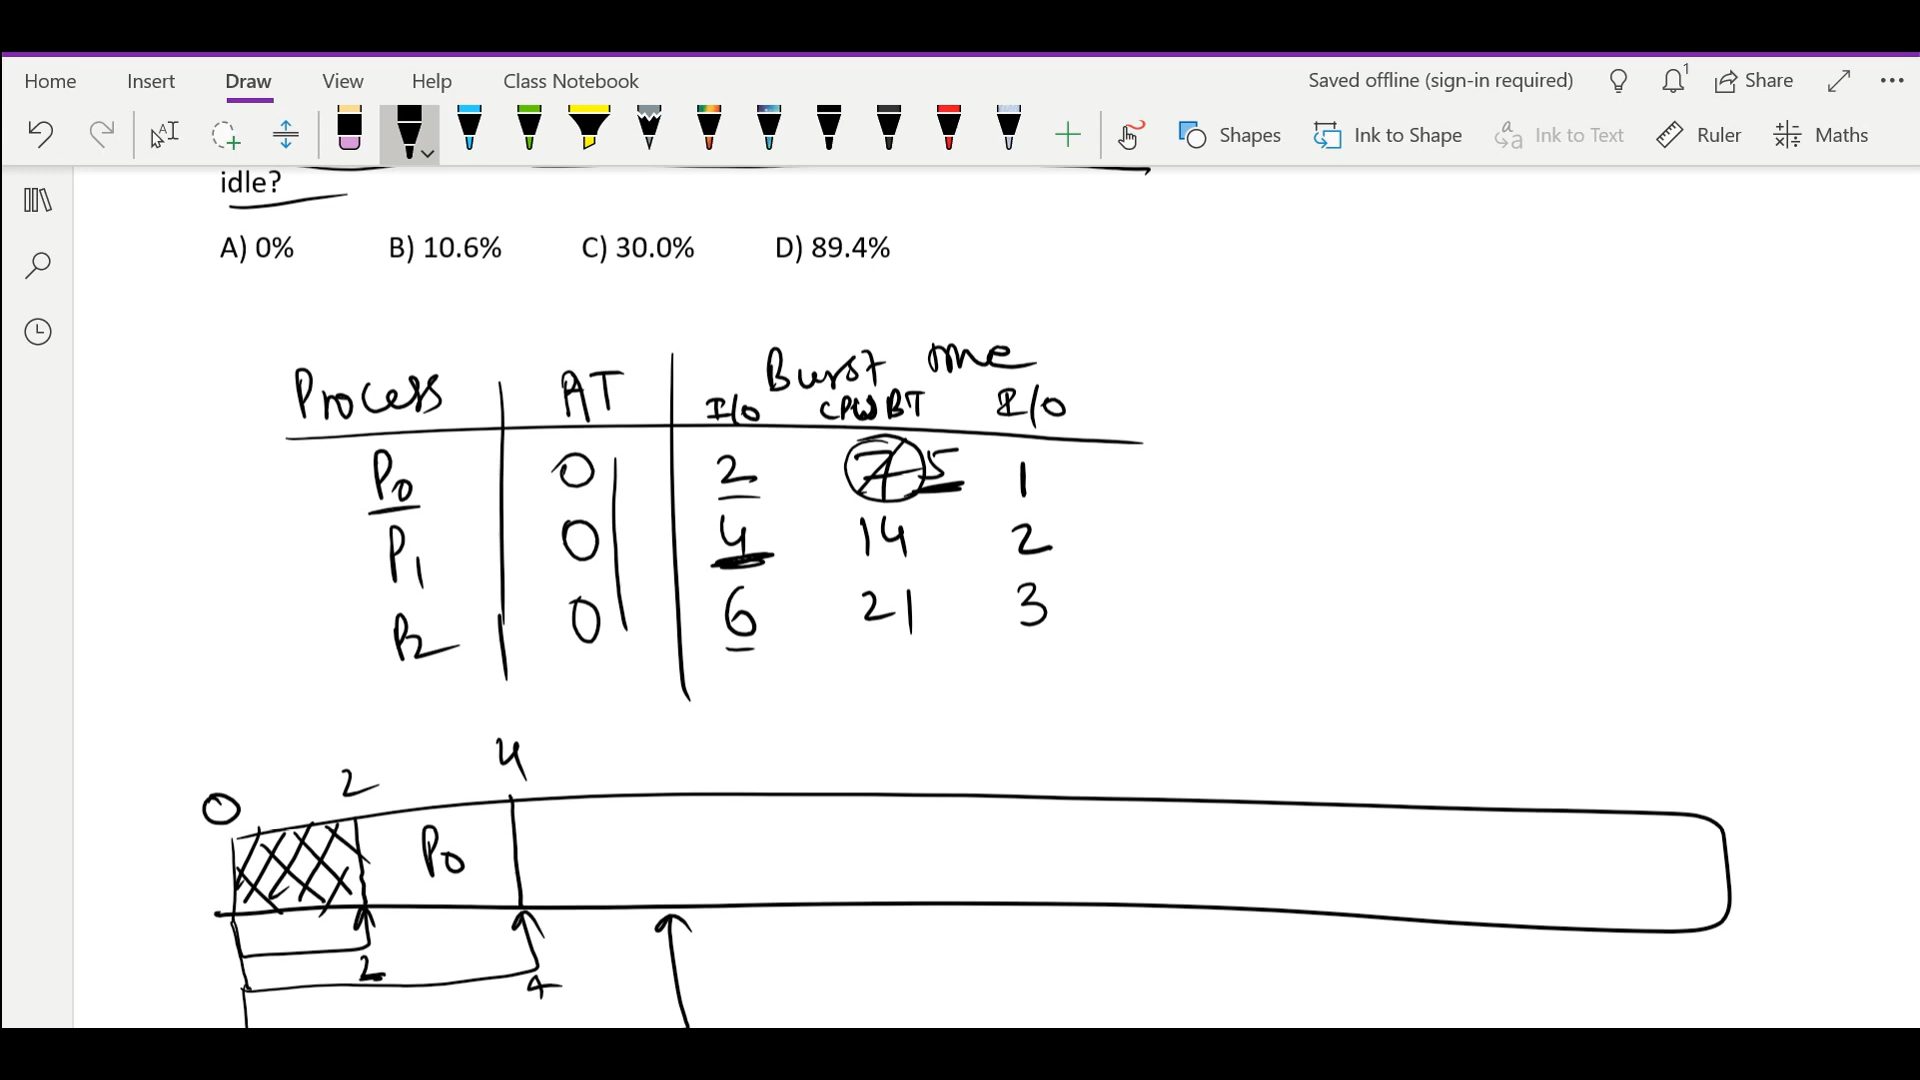 Home Insert Draw View Help Class Notebook Saved offline (sign-in required) 1 Share
Shapes Ink to Shape Ink to Text Ruler Maths
idle?
A) 0% B) 10.6% C) 30.0% D) 89.4%
Process AT Burst time
I/O CPU BT I/O
P0 0 2 7 5 1
P1 0 4 14 2
P2 0 6 21 3
0 2 4
P0
2 4